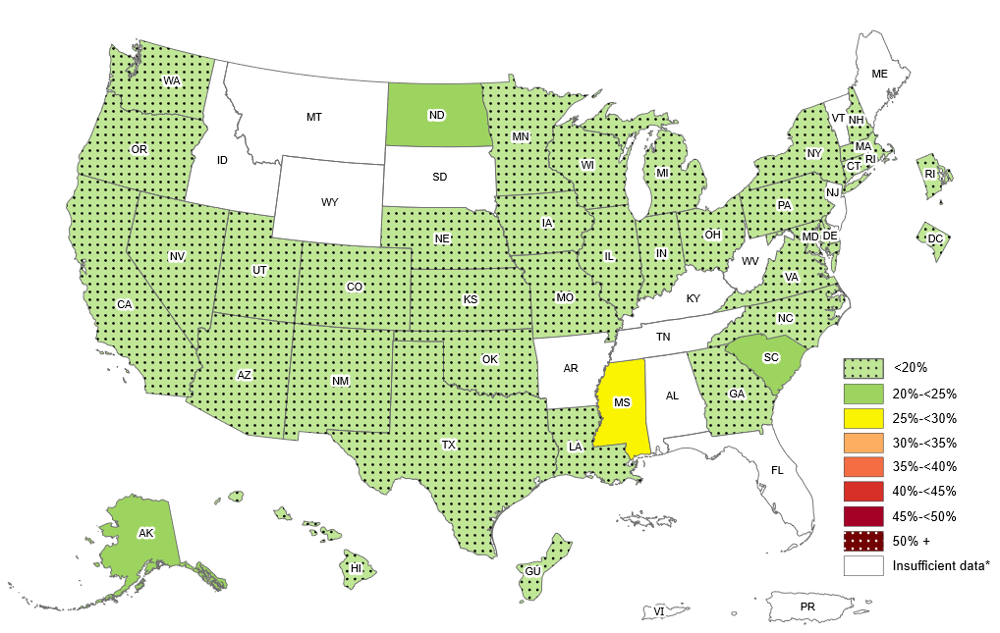 ME
WA
MT
ND
MN
VT
NH
OR
ID
SD
WI
MI
NY
MA
RI
CT
RI
WY
NJ
PA
NE
IA
OH
MD
DE
DC
NV
UT
CO
IL
IN
WV
VA
CA
KS
MO
KY
NC
AZ
NM
OK
TN
SC
AR
MS
AL
GA
TX
LA
FL
<20%
20%-<25%
25%-<30%
30%-<35%
35%-<40%
40%-<45%
45%-<50%
50% +
Insufficient data*
AK
HI
GU
VI
PR